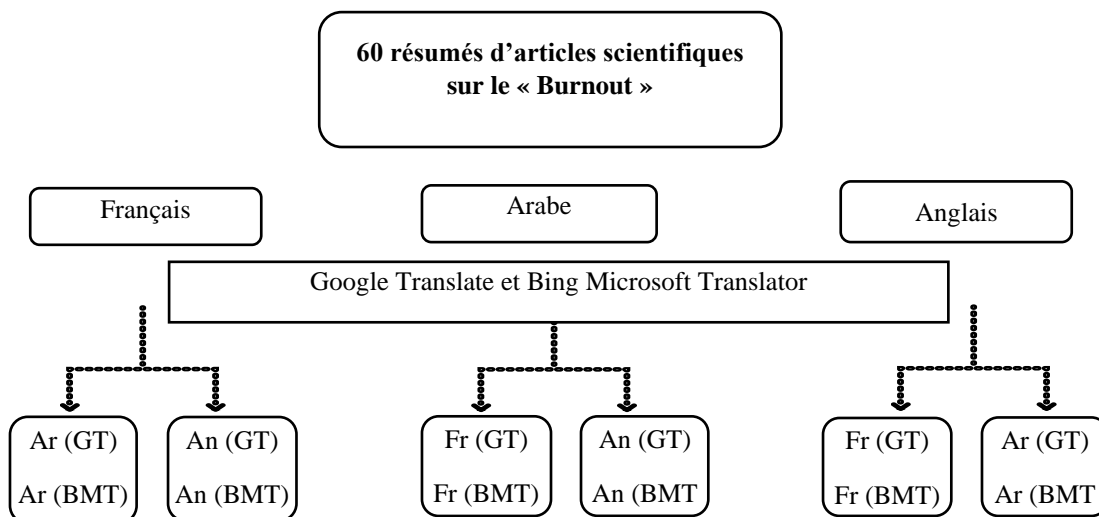 60 résumés d’articles scientifiques
sur le « Burnout »
Français
Arabe
Anglais
Google Translate et Bing Microsoft Translator
Ar (GT)
Ar (BMT)
An (GT)
An (BMT)
Fr (GT)
Fr (BMT)
An (GT)
An (BMT
Fr (GT)
Fr (BMT)
Ar (GT)
Ar (BMT